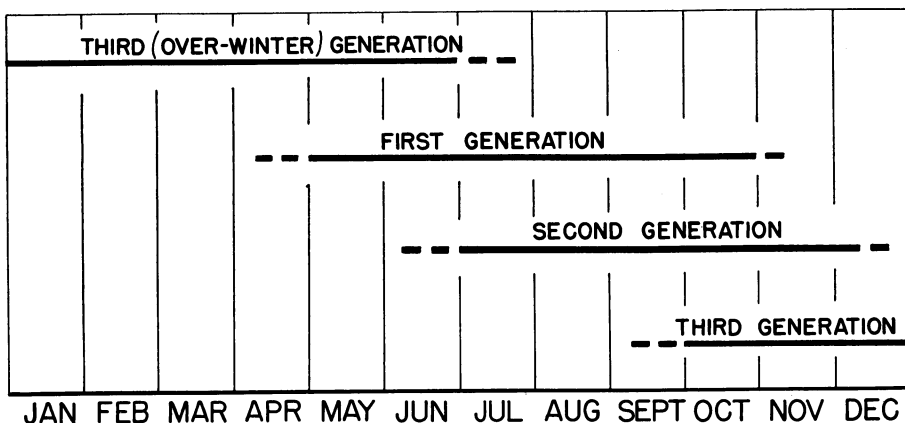 THIRD (OVER-WINTER) GENERATION
FIRST GENERATION
SECOND GENERATION
THIRD GENERATION
JAN FEB MAR APR MAY JUN JUL AUG SEPT OCT NOV DEC